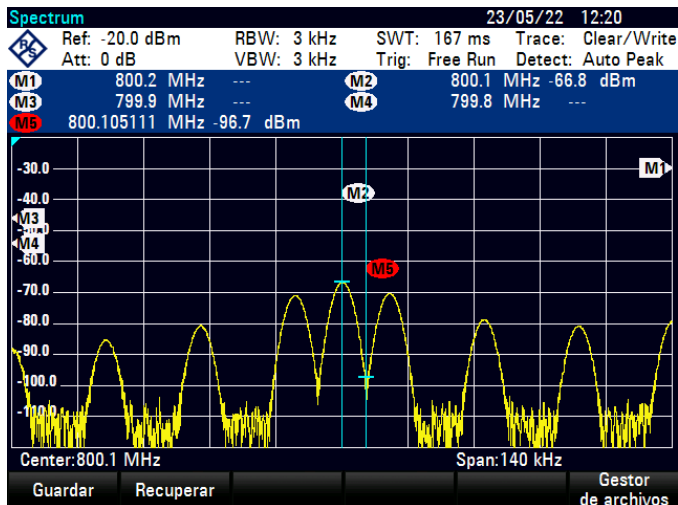 Spectrum 23/05/22 12:20
Ref: -20.0 dBm RBW: 3 kHz SWT: 167 ms Trace: Clear/Write
Att: 0 dB VBW: 3 kHz Trig: Free Run Detect: Auto Peak
M1 800.2 MHz --- M2 800.1 MHz -66.8 dBm
M3 799.9 MHz --- M4 799.8 MHz ---
M5 800.105111 MHz -96.7 dBm
-30.0
M1
-40.0
M2
M3
M4
-60.0
M5
-70.0
-80.0
-90.0
-100.0
Center:800.1 MHz Span:140 kHz
Guardar Recuperar Gestor
de archivos